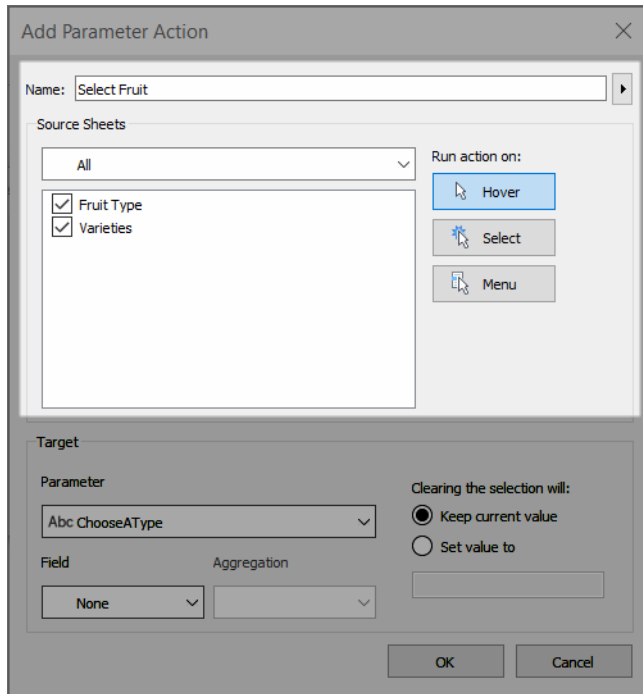 Add Parameter Action
Name: Select Fruit
Source Sheets
All
Fruit Type
Varieties
Run action on:
Hover
Select
Menu
Target
Parameter
Abc ChooseAType
Field
Aggregation
None
Clearing the selection will:
Keep current value
Set value to
OK
Cancel